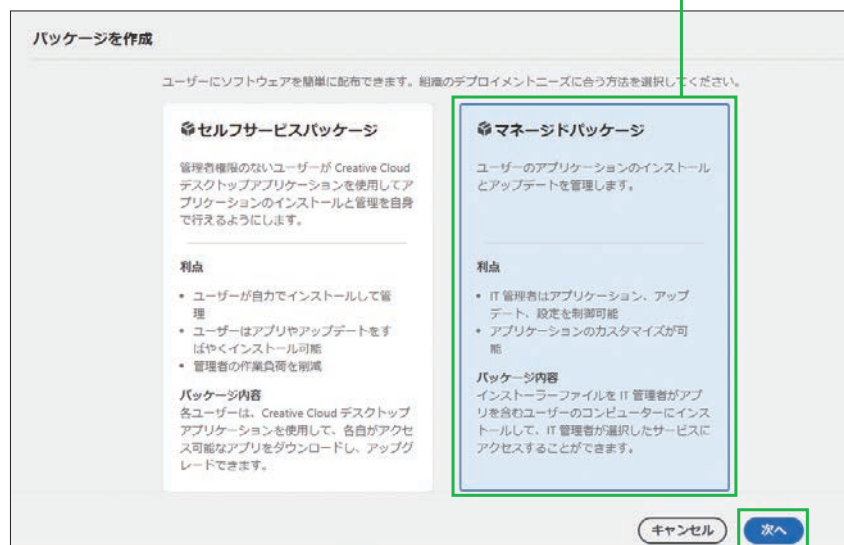 パッケージを作成
ユーザーにソフトウェアを簡単に配布できます。組織のデプロイメントニーズに合う方法を選択してください。
セルフサービスパッケージ
管理者権限のないユーザーが Creative Cloud
デスクトップアプリケーションを使用してア
プリケーションのインストールと管理を自身
で行えるようにします。
利点
• ユーザーが自力でインストールして管
理
• ユーザーはアプリやアップデートをす
ばやくインストール可能
• 管理者の作業負荷を削減
パッケージ内容
各ユーザーは、Creative Cloud デスクトップ
アプリケーションを使用して、各自がアクセ
ス可能なアプリをダウンロードし、アップグ
レードできます。
マネージドパッケージ
ユーザーのアプリケーションのインストール
とアップデートを管理します。
利点
• IT 管理者はアプリケーション、アップ
デート、設定を制御可能
• アプリケーションのカスタマイズが可
能
パッケージ内容
インストーラーファイルを IT 管理者がアプ
リを含むユーザーのコンピューターにインス
トールして、IT 管理者が選択したサービスに
アクセスすることができます。
キャンセル
次へ